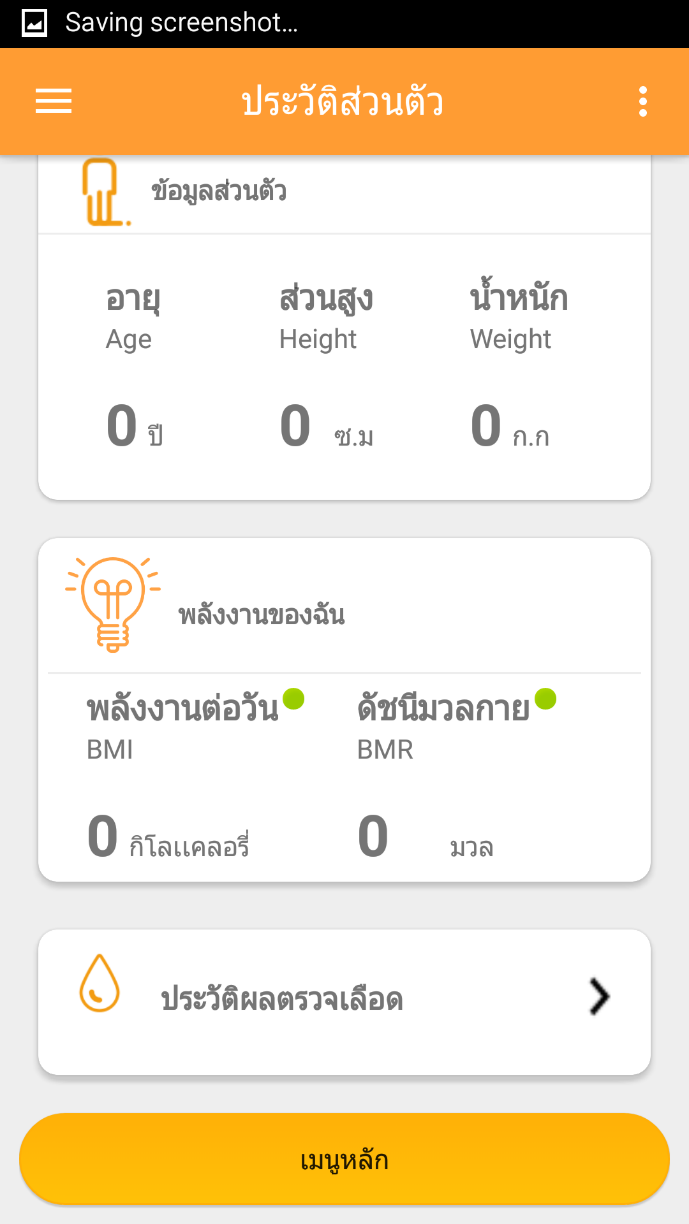 Saving screenshot...
ประวัติส่วนตัว
ข้อมูลส่วนตัว
อายุ ส่วนสูง น้ำหนัก
Age Height Weight
0 ปี 0 ซ.ม 0 ก.ก
พลังงานของฉัน
พลังงานต่อวัน ดัชนีมวลกาย
BMI BMR
0 กิโลแคลอรี่ 0 มวล
ประวัติผลตรวจเลือด
เมนูหลัก